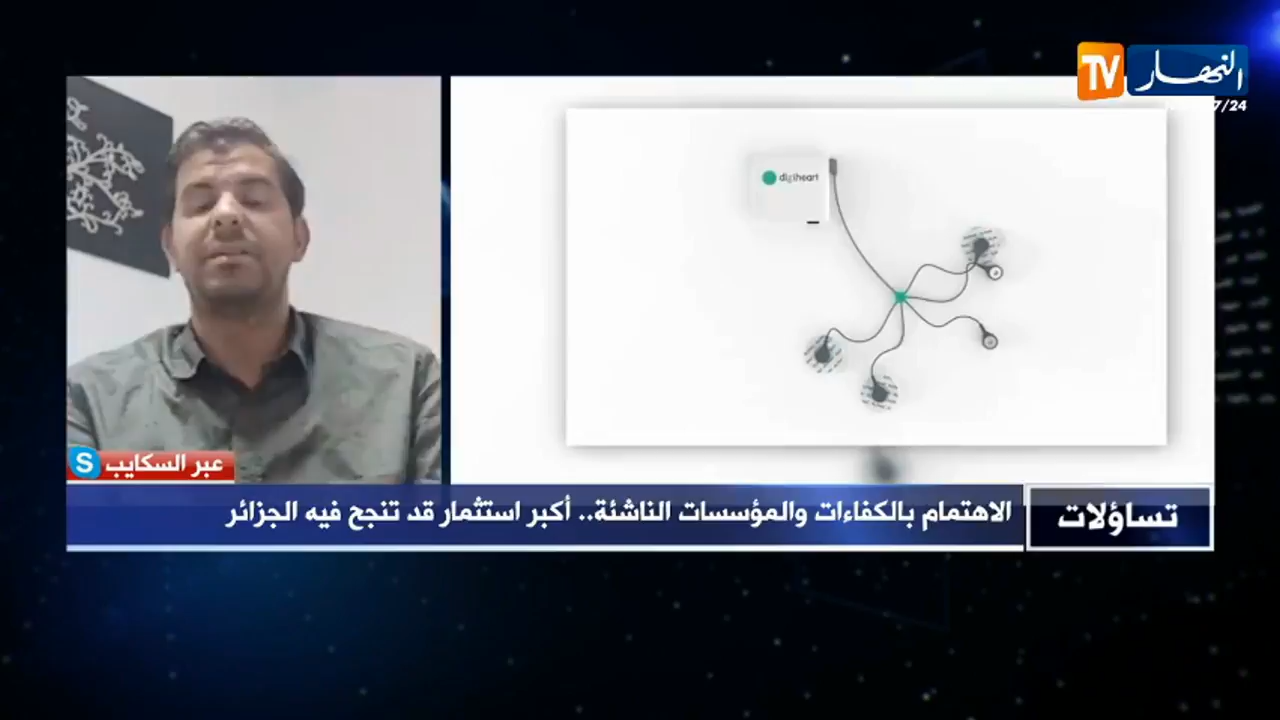 النهار TV
7/24
digiheart
عبر السكايب
تساؤلات
الاهتمام بالكفاءات والمؤسسات الناشئة.. أكبر استثمار قد تنجح فيه الجزائر